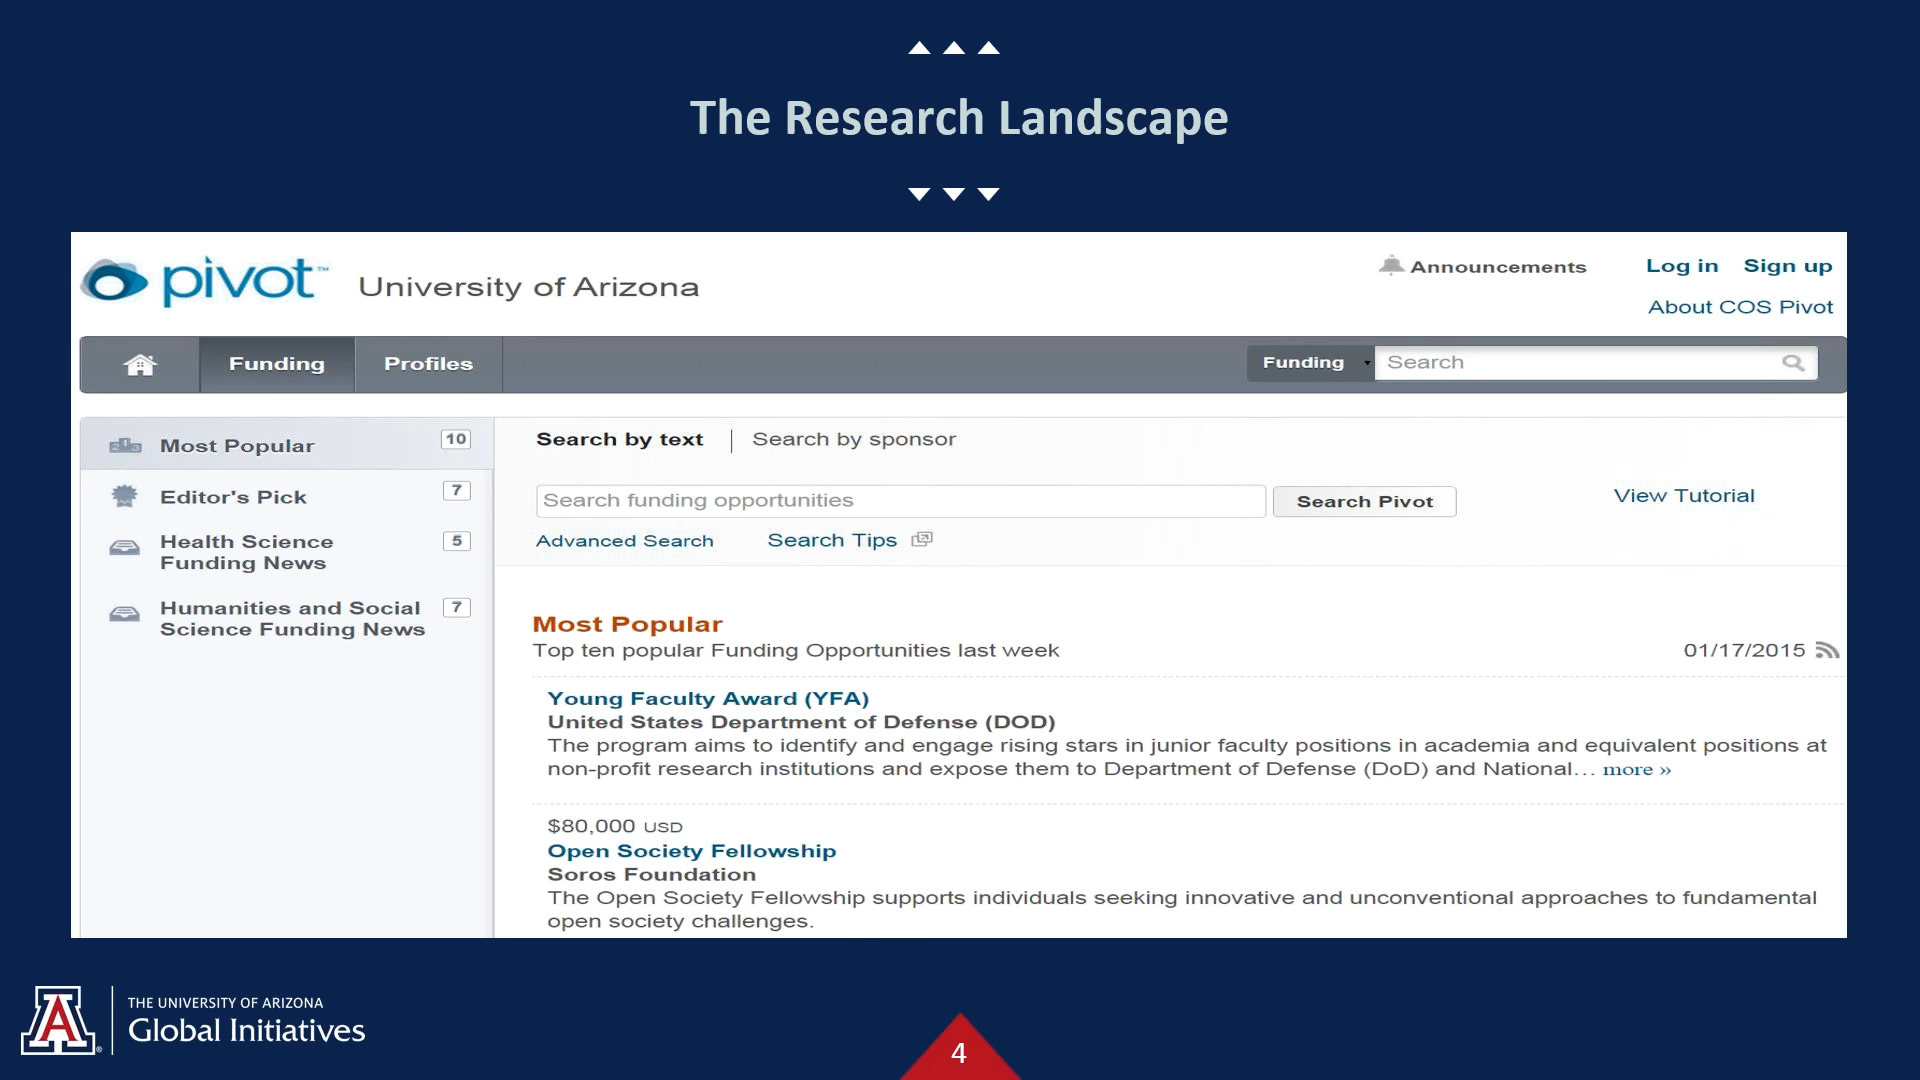 The Research Landscape
pivot™ University of Arizona
Announcements
Log in Sign up
About COS Pivot
Funding Profiles
Funding Search
Most Popular 10
Editor's Pick 7
Health Science
Funding News 5
Humanities and Social
Science Funding News 7
Search by text | Search by sponsor
Search funding opportunities
Search Pivot
View Tutorial
Advanced Search Search Tips
Most Popular
Top ten popular Funding Opportunities last week
01/17/2015
Young Faculty Award (YFA)
United States Department of Defense (DOD)
The program aims to identify and engage rising stars in junior faculty positions in academia and equivalent positions at
non-profit research institutions and expose them to Department of Defense (DoD) and National... more »
$80,000 USD
Open Society Fellowship
Soros Foundation
The Open Society Fellowship supports individuals seeking innovative and unconventional approaches to fundamental
open society challenges.
A®
THE UNIVERSITY OF ARIZONA
Global Initiatives
4